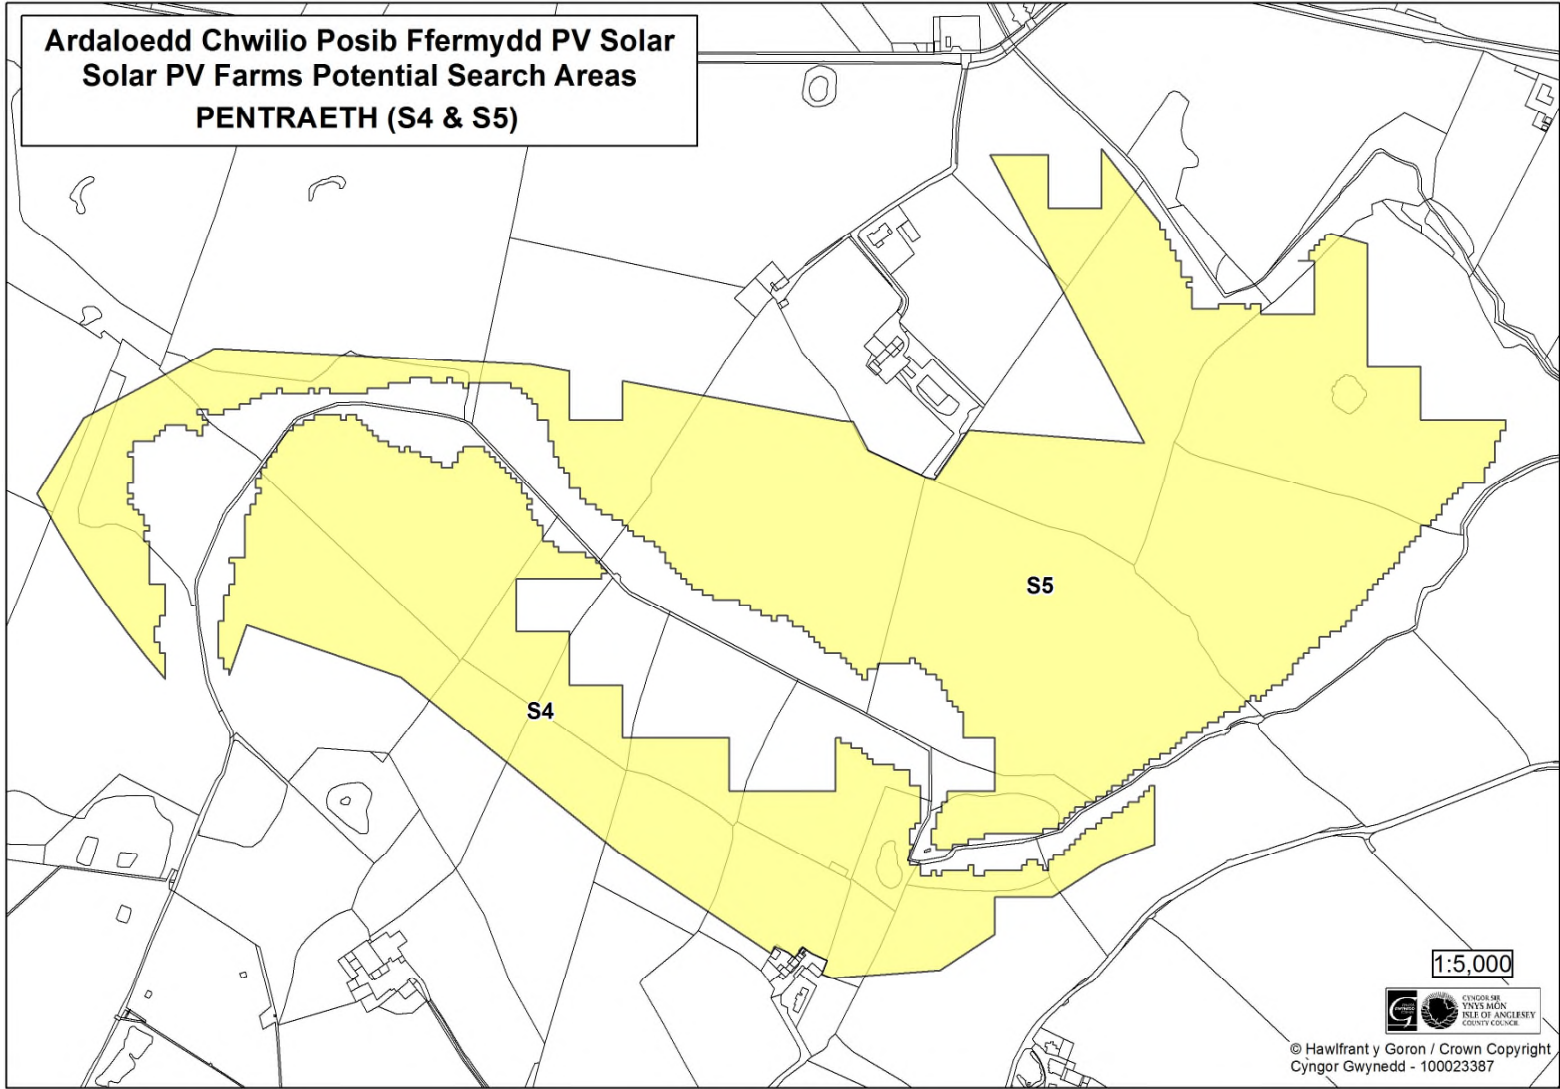 Ardaloedd Chwilio Posib Ffermydd PV Solar
Solar PV Farms Potential Search Areas
PENTRAETH (S4 & S5)
S5
S4
1:5,000
CYNGOR SIR
YNYS MÔN
ISLE OF ANGLESEY
COUNTY COUNCIL
© Hawlfraint y Goron / Crown Copyright
Cyngor Gwynedd - 100023387